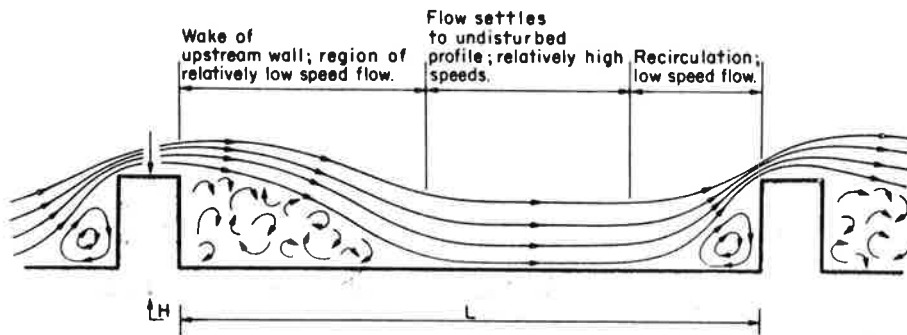 Wake of
upstream wall; region of
relatively low speed flow.
Flow settles
to undisturbed
profile; relatively high
speeds.
Recirculation;
low speed flow.
H
L